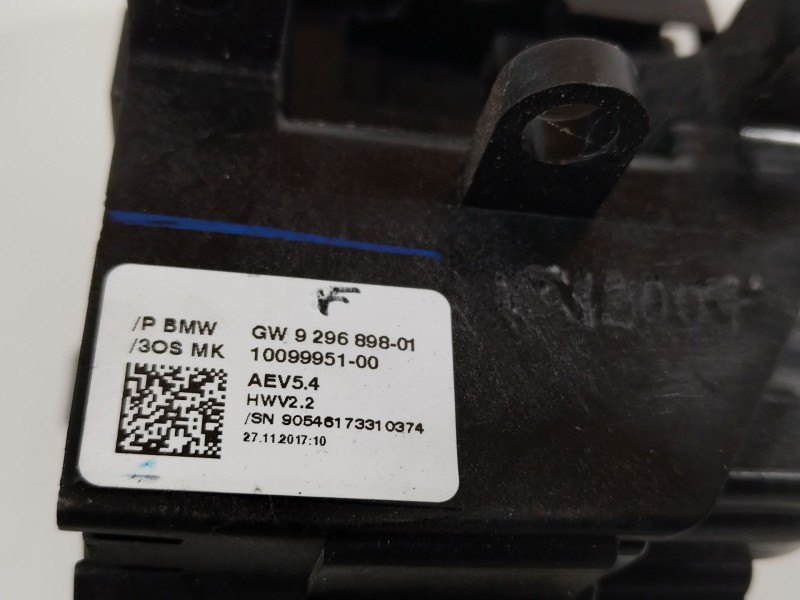 F
/P BMW GW 9 296 898-01
/3OS MK 10099951-00
AEV5.4
HWV2.2
/SN 90546173310374
27.11.2017:10